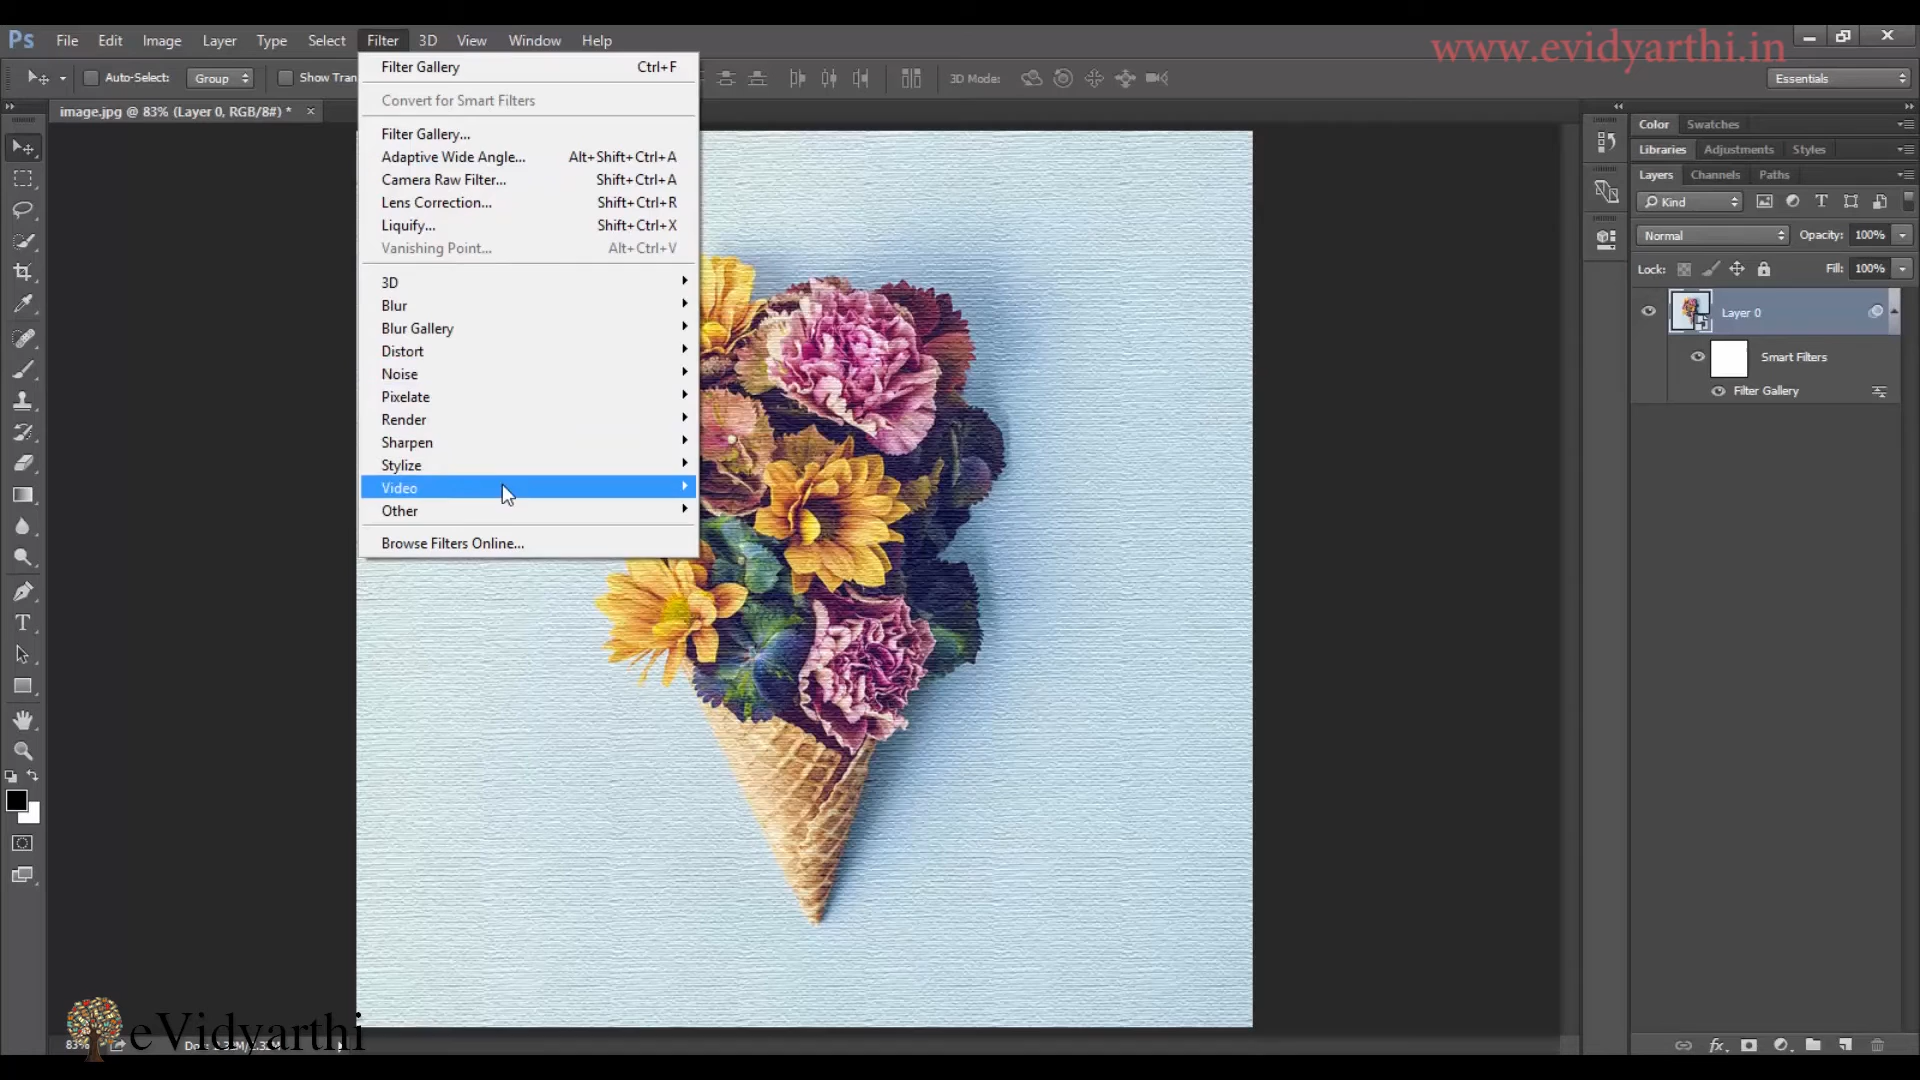 www.evidyarthi.in
Ps File Edit Image Layer Type Select Filter 3D View Window Help
Auto-Select: Group Show Tran 3D Mode: Essentials
image.jpg @ 83% (Layer 0, RGB/8#) * ×
Filter Gallery Ctrl+F
Convert for Smart Filters
Filter Gallery...
Adaptive Wide Angle... Alt+Shift+Ctrl+A
Camera Raw Filter... Shift+Ctrl+A
Lens Correction... Shift+Ctrl+R
Liquify... Shift+Ctrl+X
Vanishing Point... Alt+Ctrl+V
3D
Blur
Blur Gallery
Distort
Noise
Pixelate
Render
Sharpen
Stylize
Video
Other
Browse Filters Online...
Color Swatches
Libraries Adjustments Styles
Layers Channels Paths
Kind
Normal Opacity: 100%
Lock: Fill: 100%
Layer 0
Smart Filters
Filter Gallery
fx
eVidyarthi
83%